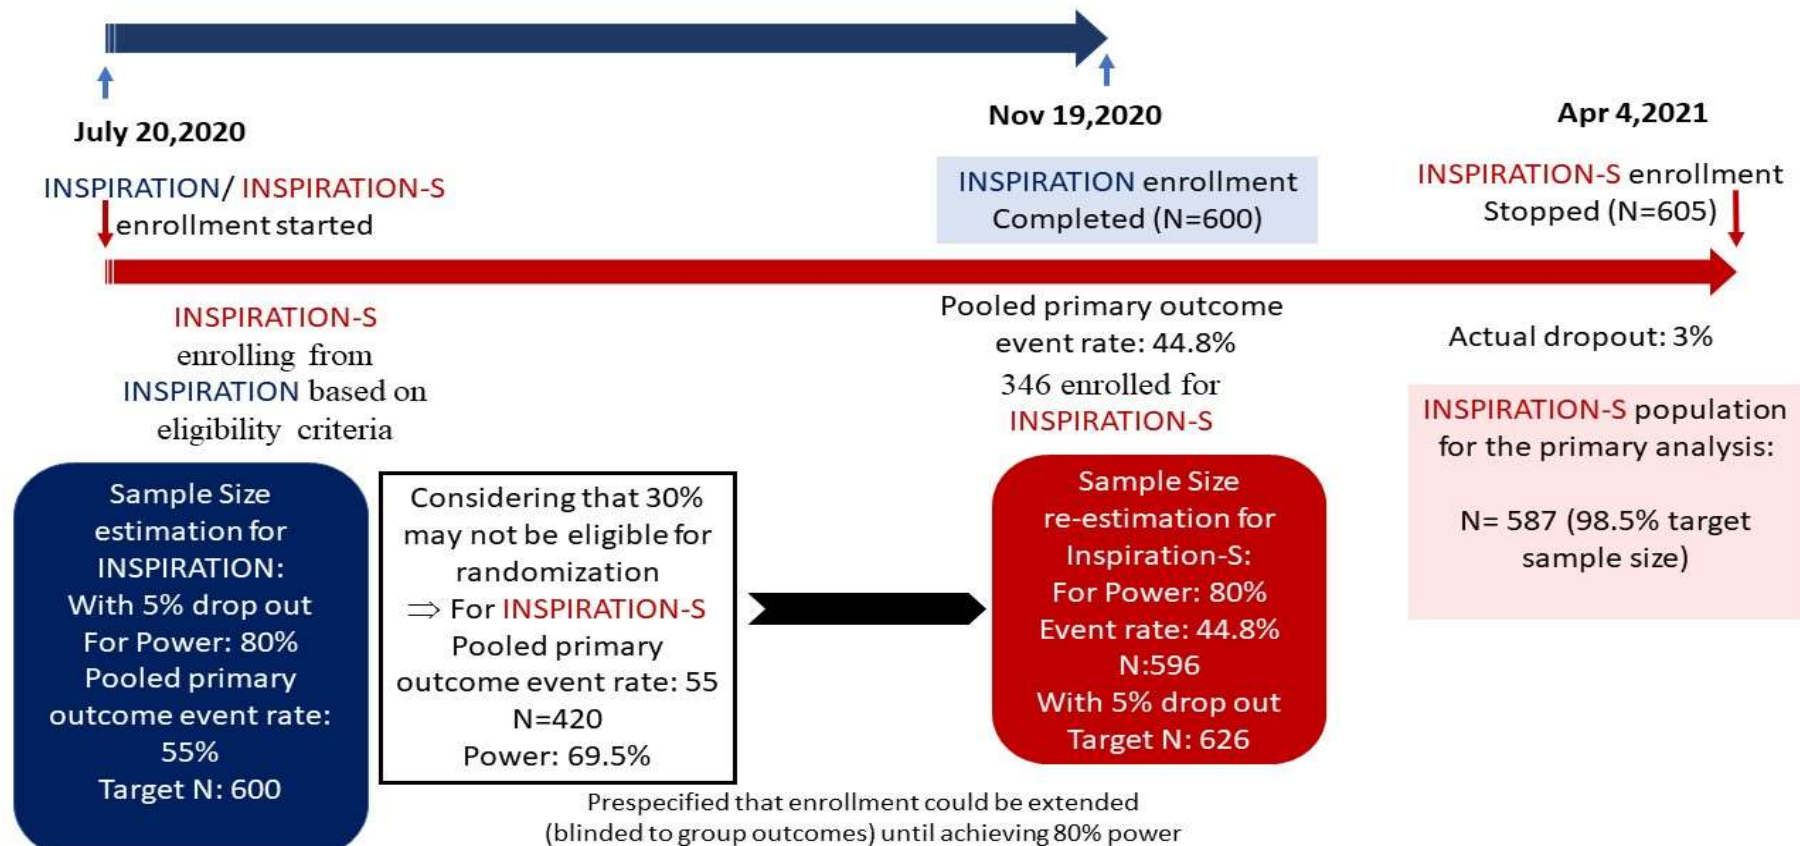 July 20,2020
INSPIRATION/ INSPIRATION-S
enrollment started
Nov 19,2020
INSPIRATION enrollment
Completed (N=600)
Apr 4,2021
INSPIRATION-S enrollment
Stopped (N=605)
INSPIRATION-S
enrolling from
INSPIRATION based on
eligibility criteria
Pooled primary outcome
event rate: 44.8%
346 enrolled for
INSPIRATION-S
Actual dropout: 3%
INSPIRATION-S population
for the primary analysis:
N= 587 (98.5% target
sample size)
Sample Size
estimation for
INSPIRATION:
With 5% drop out
For Power: 80%
Pooled primary
outcome event rate:
55%
Target N: 600
Considering that 30%
may not be eligible for
randomization
⇒ For INSPIRATION-S
Pooled primary
outcome event rate: 55
N=420
Power: 69.5%
Sample Size
re-estimation for
Inspiration-S:
For Power: 80%
Event rate: 44.8%
N:596
With 5% drop out
Target N: 626
Prespecified that enrollment could be extended
(blinded to group outcomes) until achieving 80% power